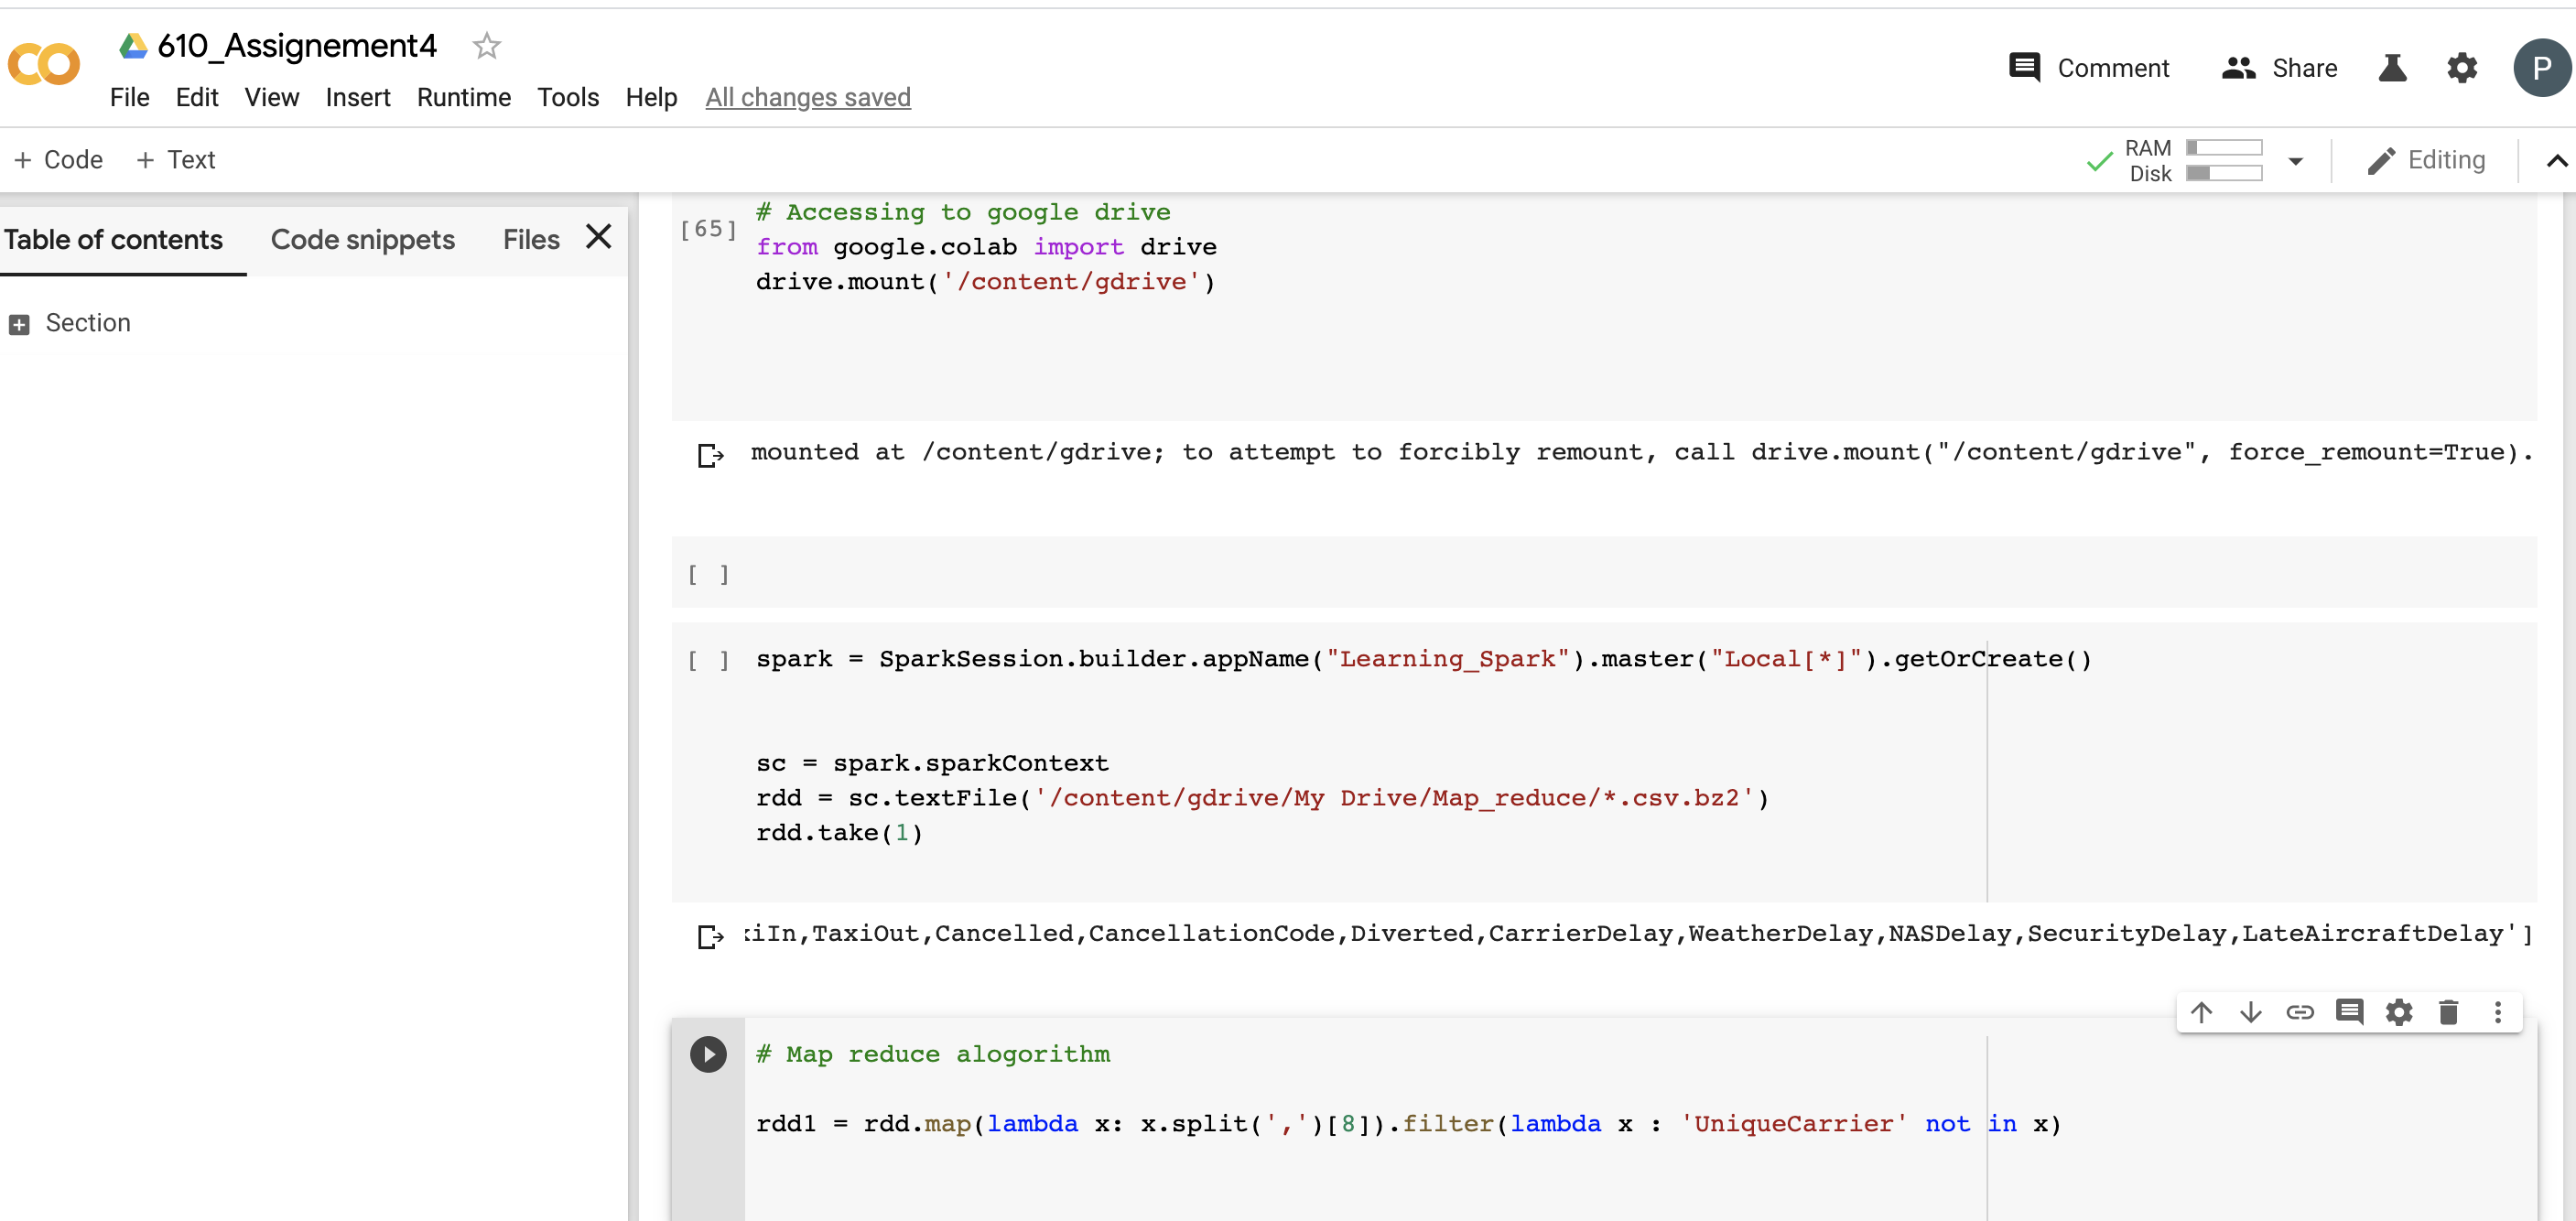 610_Assignement4
File Edit View Insert Runtime Tools Help All changes saved
Comment Share P
+ Code + Text
RAM
Disk
Editing
Table of contents Code snippets Files
Section
[65]
# Accessing to google drive
from google.colab import drive
drive.mount('/content/gdrive')
mounted at /content/gdrive; to attempt to forcibly remount, call drive.mount("/content/gdrive", force_remount=True).
[ ]
[ ] spark = SparkSession.builder.appName("Learning_Spark").master("Local[*]").getOrCreate()
sc = spark.sparkContext
rdd = sc.textFile('/content/gdrive/My Drive/Map_reduce/*.csv.bz2')
rdd.take(1)
iIn,TaxiOut,Cancelled,CancellationCode,Diverted,CarrierDelay,WeatherDelay,NASDelay,SecurityDelay,LateAircraftDelay']
# Map reduce alogorithm
rdd1 = rdd.map(lambda x: x.split(',')[8]).filter(lambda x : 'UniqueCarrier' not in x)